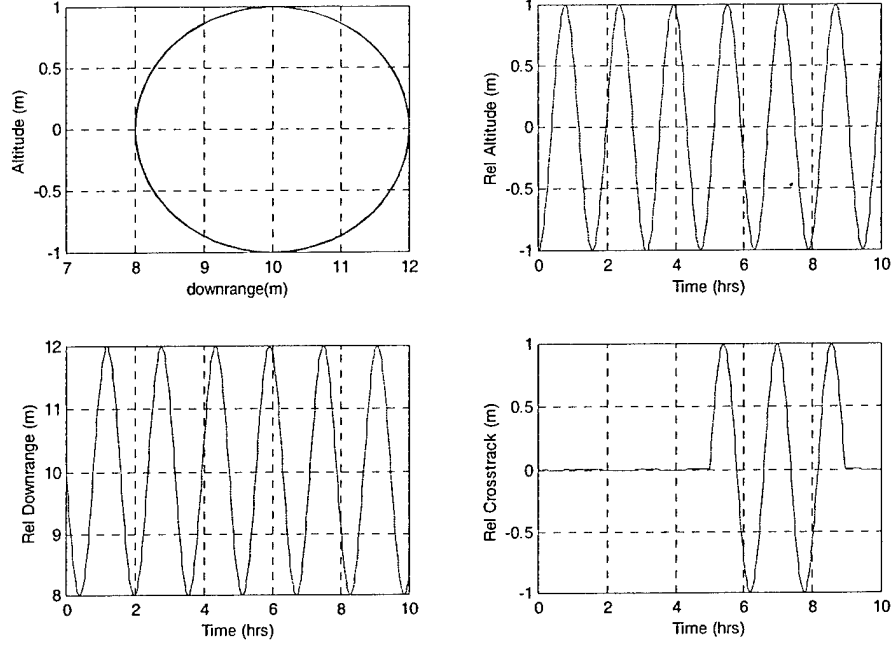 1
0.5
0
-0.5
-1
Altitude (m)
7 8 9 10 11 12
downrange(m)
1
0.5
0
-0.5
-1
Rel Altitude (m)
0 2 4 6 8 10
Time (hrs)
12
11
10
9
8
Rel Downrange (m)
0 2 4 6 8 10
Time (hrs)
1
0.5
0
-0.5
-1
Rel Crosstrack (m)
0 2 4 6 8 10
Time (hrs)